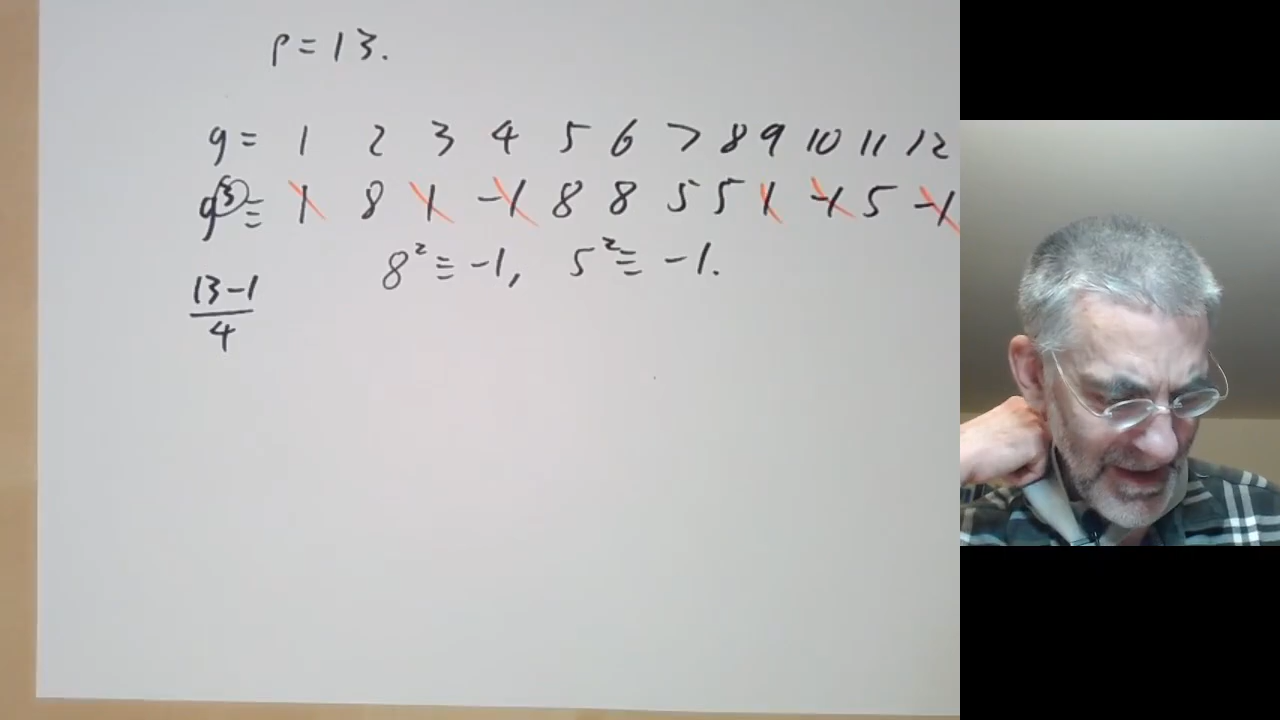 p = 13.
g = 1 2 3 4 5 6 7 8 9 10 11 12
g³ ≡ 1 8 1 -1 8 8 5 5 1 -1 5 -1
8² ≡ -1, 5² ≡ -1.
13-1
4